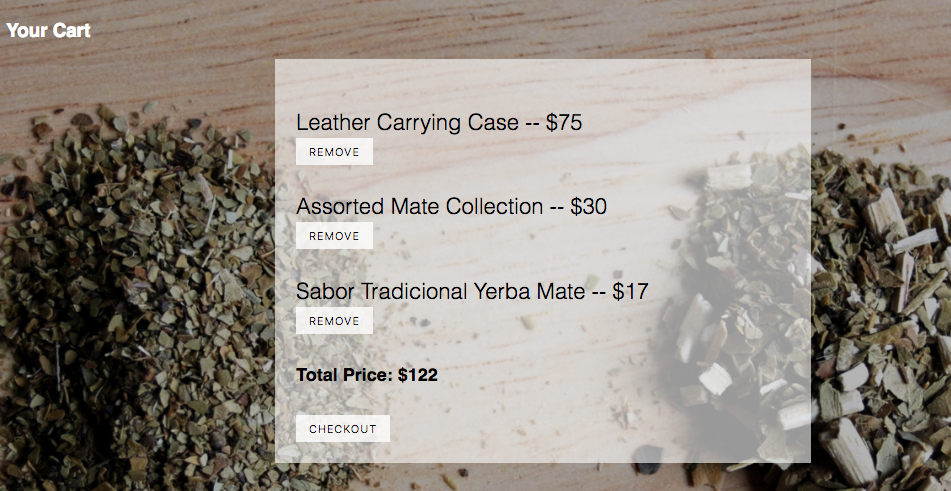 Your Cart
Leather Carrying Case -- $75
REMOVE
Assorted Mate Collection -- $30
REMOVE
Sabor Tradicional Yerba Mate -- $17
REMOVE
Total Price: $122
CHECKOUT